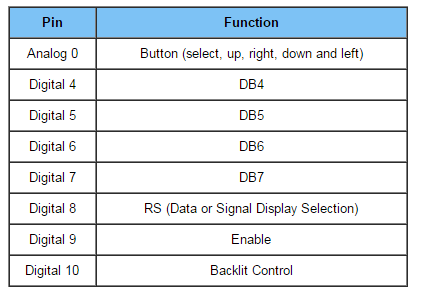 Pin Function
Analog 0 Button (select, up, right, down and left)
Digital 4 DB4
Digital 5 DB5
Digital 6 DB6
Digital 7 DB7
Digital 8 RS (Data or Signal Display Selection)
Digital 9 Enable
Digital 10 Backlit Control